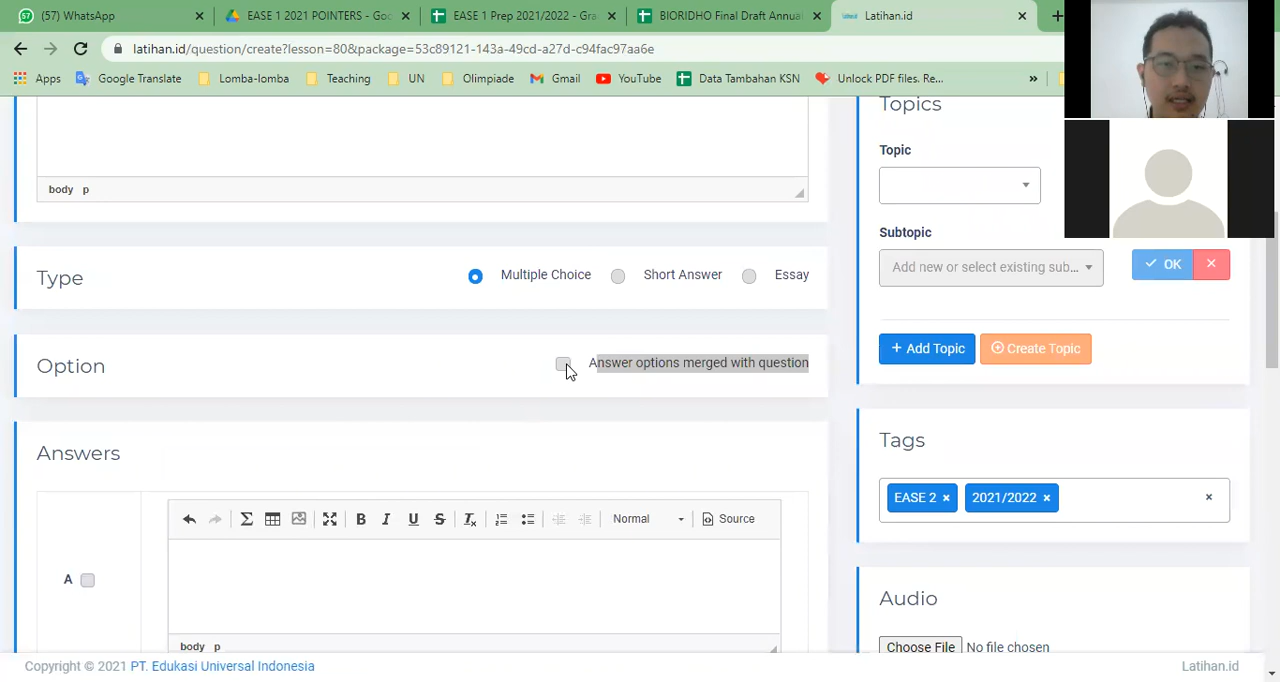 (57) WhatsApp
EASE 1 2021 POINTERS - Goo
EASE 1 Prep 2021/2022 - Gra
BIORIDHO Final Draft Annual
Latihan.id
latihan.id/question/create?lesson=80&package=53c89121-143a-49cd-a27d-c94fac97aa6e
Apps
Google Translate
Lomba-lomba
Teaching
UN
Olimpiade
Gmail
YouTube
Data Tambahan KSN
Unlock PDF files. Re...
»
body p
Type
Multiple Choice
Short Answer
Essay
Option
Answer options merged with question
Answers
Normal
Source
A
body p
Topics
Topic
Subtopic
Add new or select existing sub...
OK
+ Add Topic
Create Topic
Tags
EASE 2 ×
2021/2022 ×
×
Audio
Choose File No file chosen
Copyright © 2021 PT. Edukasi Universal Indonesia
Latihan.id